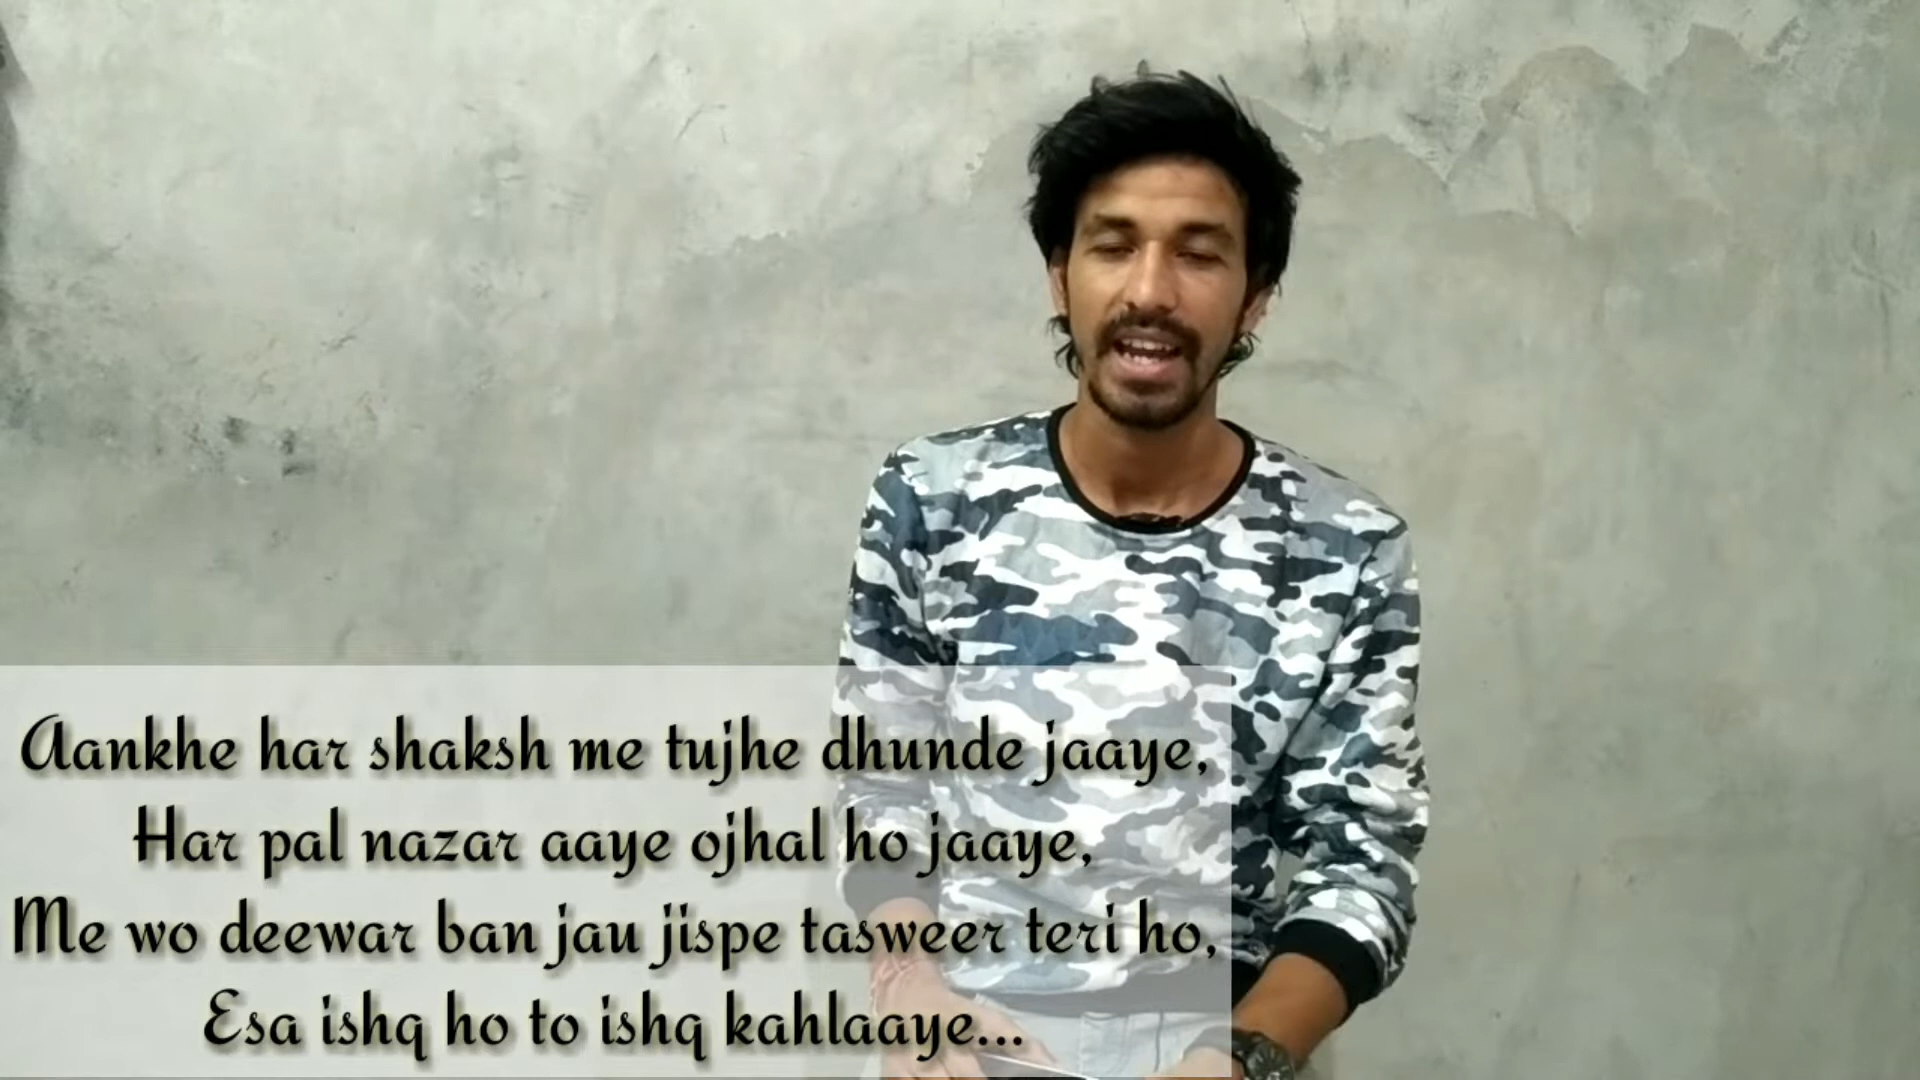 Aankhe har shaksh me tujhe dhunde jaaye,
Har pal nazar aaye ojhal ho jaaye,
Me wo deewar ban jau jispe tasweer teri ho,
Esa ishq ho to ishq kahlaaye...